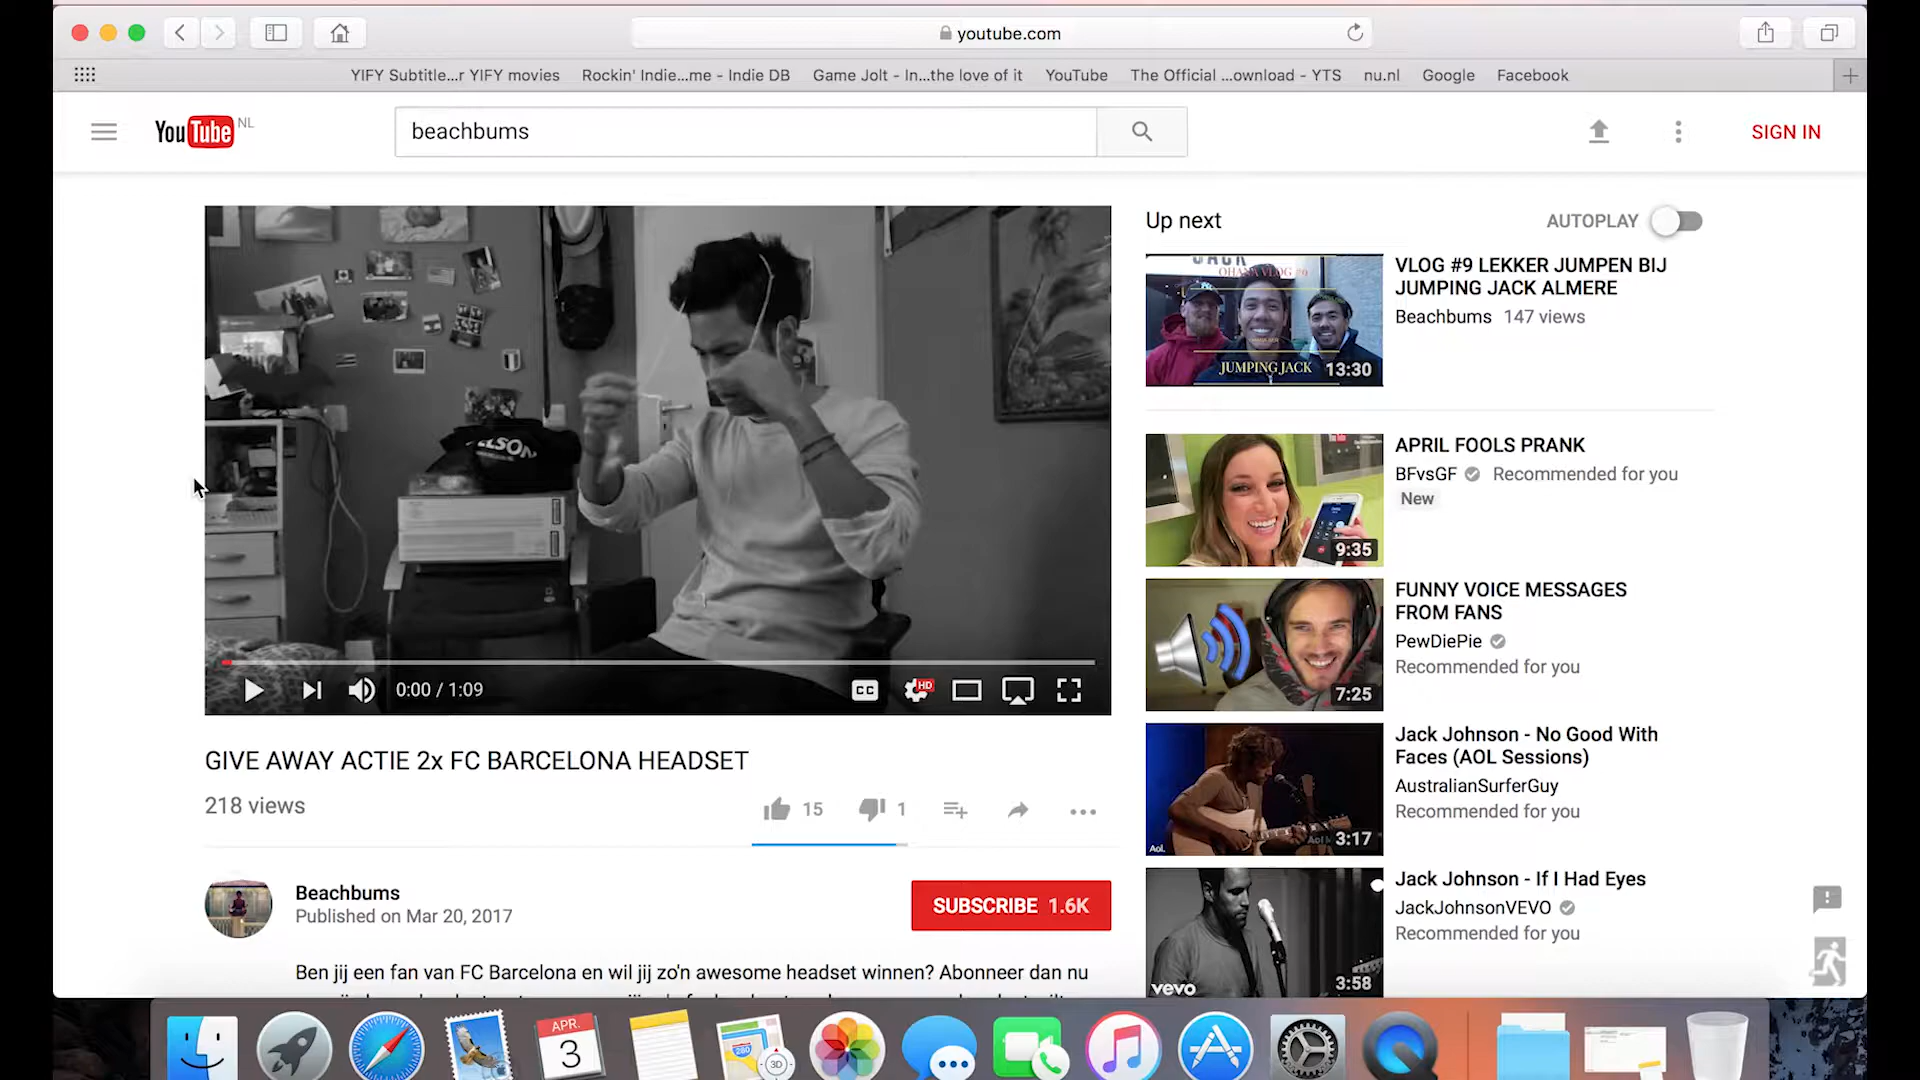 youtube.com
YIFY Subtitle...r YIFY movies
Rockin' Indie...me - Indie DB
Game Jolt - In...the love of it
YouTube
The Official ...ownload - YTS
nu.nl
Google
Facebook
YouTube NL
beachbums
SIGN IN
0:00 / 1:09
CC
HD
GIVE AWAY ACTIE 2x FC BARCELONA HEADSET
218 views
15
1
Beachbums
Published on Mar 20, 2017
SUBSCRIBE 1.6K
Ben jij een fan van FC Barcelona en wil jij zo'n awesome headset winnen? Abonneer dan nu
Up next
AUTOPLAY
JUMPING JACK
13:30
VLOG #9 LEKKER JUMPEN BIJ
JUMPING JACK ALMERE
Beachbums 147 views
9:35
APRIL FOOLS PRANK
BFvsGF Recommended for you
New
7:25
FUNNY VOICE MESSAGES
FROM FANS
PewDiePie
Recommended for you
Aol.
3:17
Jack Johnson - No Good With
Faces (AOL Sessions)
AustralianSurferGuy
Recommended for you
vevo
3:58
Jack Johnson - If I Had Eyes
JackJohnsonVEVO
Recommended for you
APR.
3
280
3D